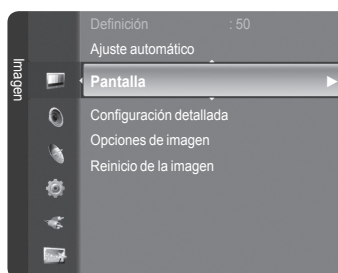 Imagen
Definición : 50
Ajuste automático
Pantalla
Configuración detallada
Opciones de imagen
Reinicio de la imagen